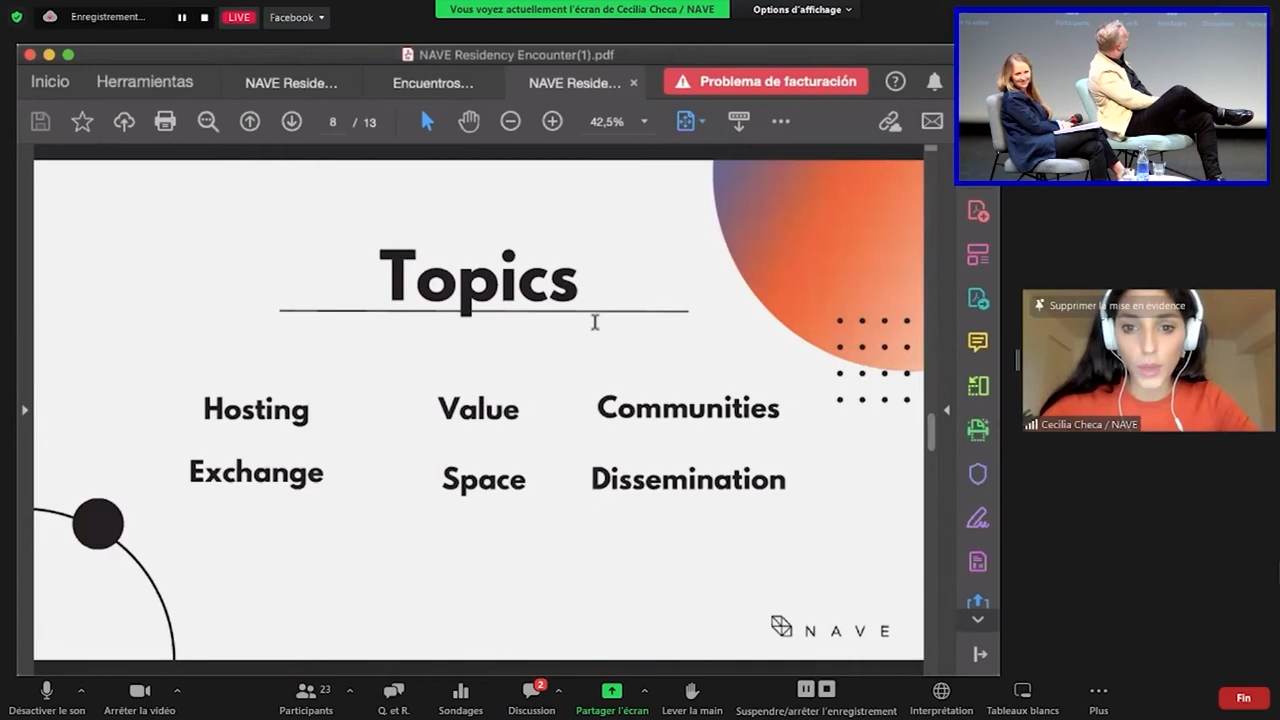 Enregistrement...
LIVE
Facebook
Vous voyez actuellement l'écran de Cecilia Checa / NAVE
Options d'affichage
NAVE Residency Encounter(1).pdf
Inicio
Herramientas
NAVE Reside...
Encuentros...
NAVE Reside... ×
Problema de facturación
8 / 13
42,5%
Topics
Hosting
Value
Communities
Exchange
Space
Dissemination
NAVE
Supprimer la mise en évidence
Cecilia Checa / NAVE
Désactiver le son
Arrêter la vidéo
23
Participants
Q. et R.
Sondages
2
Discussion
Partager l'écran
Lever la main
Suspendre/arrêter l'enregistrement
Interprétation
Tableaux blancs
Plus
Fin